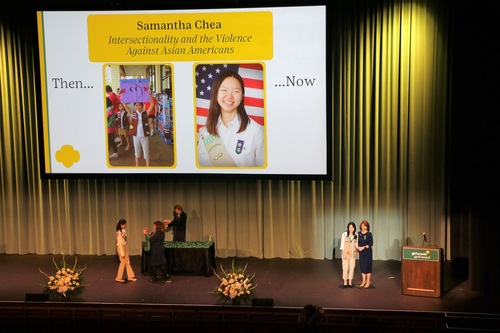 Samantha Chea
Intersectionality and the Violence
Against Asian Americans
Then...
...Now